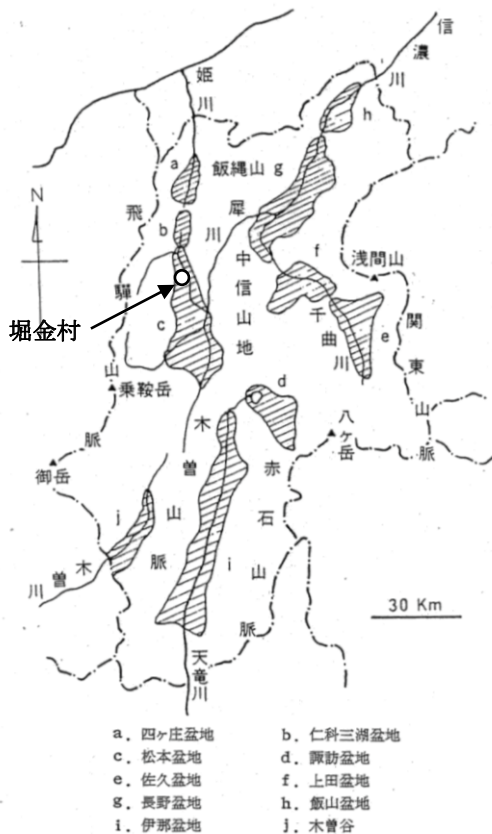 信濃川
姫川
h
a
飯縄山
g
N
飛驒山脈
犀川
b
f
浅間山
中信山地
堀金村
千曲川
関東山脈
c
e
乗鞍岳
d
八ヶ岳
木曽山脈
赤石山脈
御岳
j
木曽川
i
30 Km
天竜川
a. 四ヶ庄盆地
b. 仁科三湖盆地
c. 松本盆地
d. 諏訪盆地
e. 佐久盆地
f. 上田盆地
g. 長野盆地
h. 飯山盆地
i. 伊那盆地
j. 木曽谷